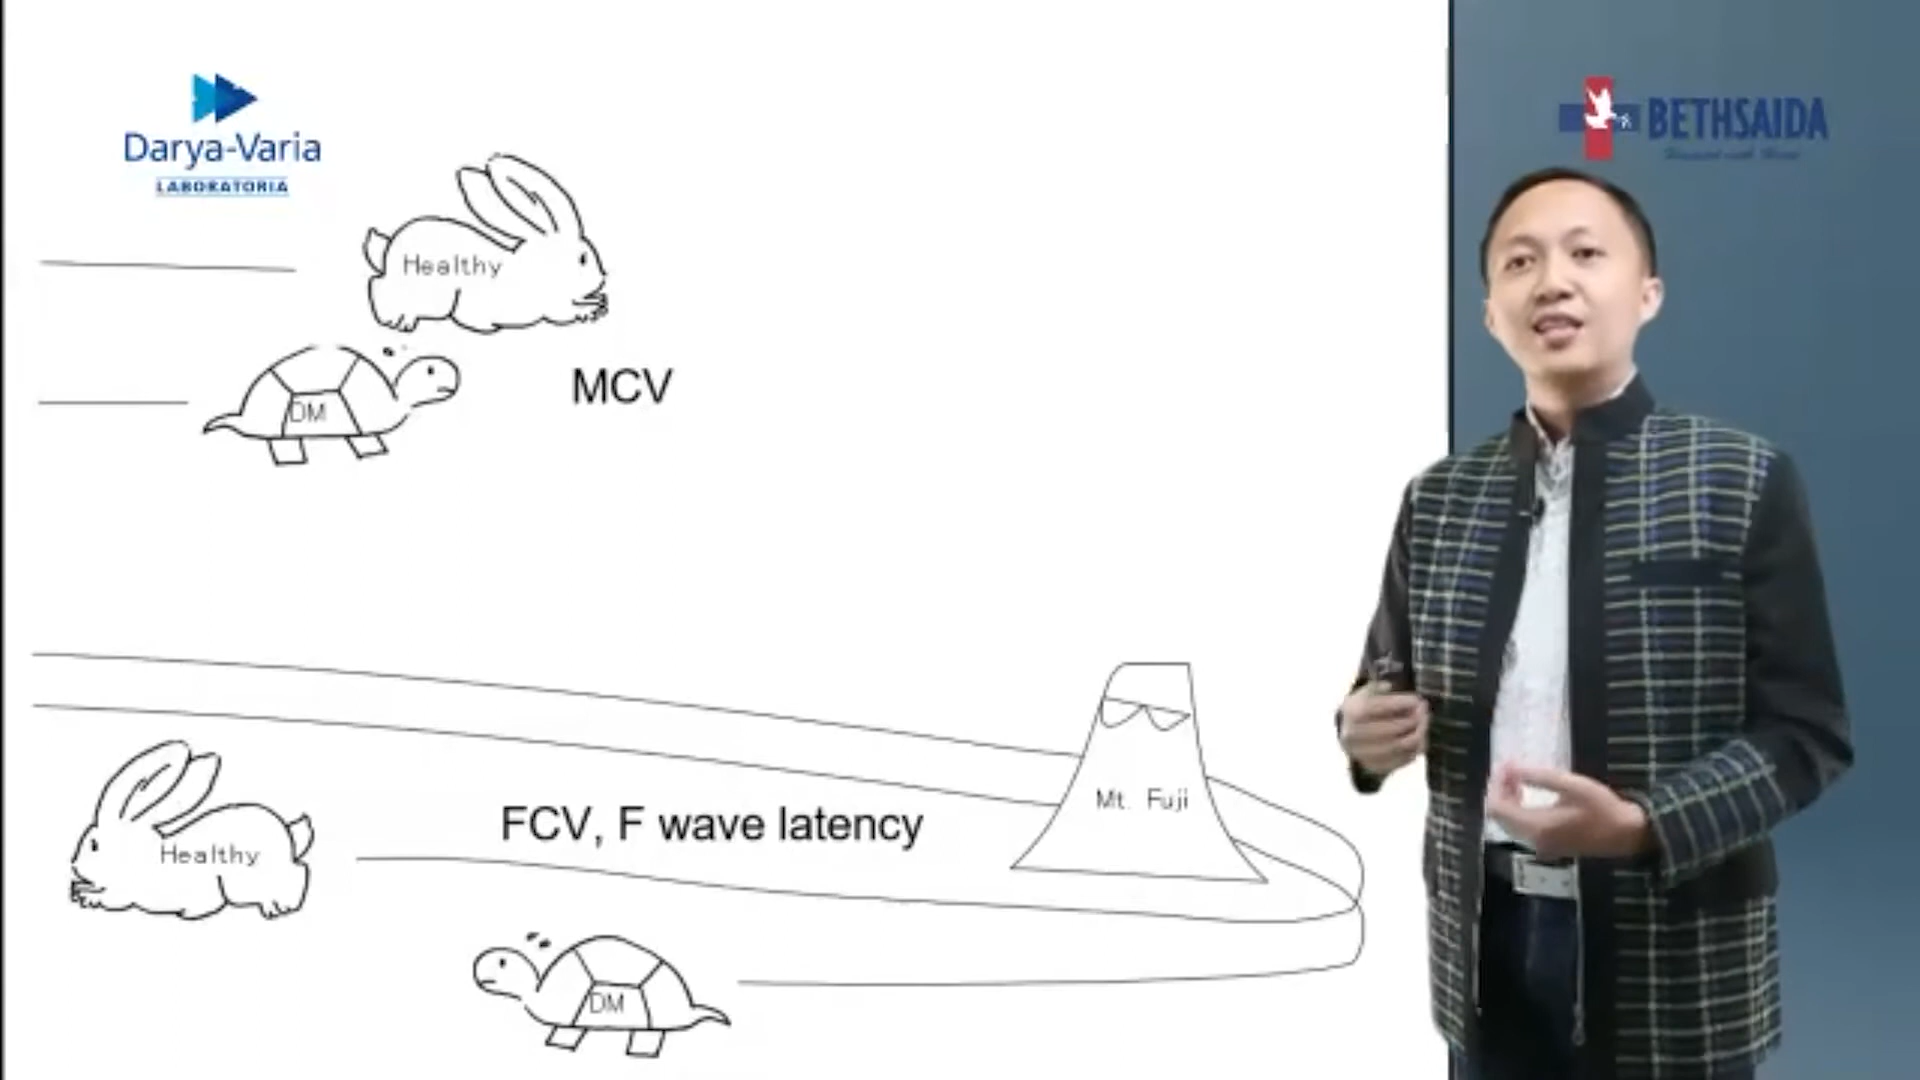 Darya-Varia
LABORATORIA
BETHSAIDA
Healthy
DM
MCV
Mt. Fuji
FCV, F wave latency
Healthy
DM